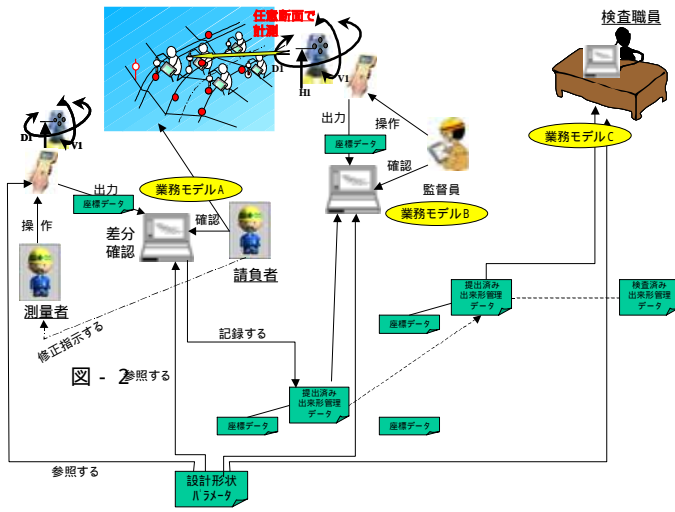 任意断面で
計測
検査職員
D1
V1
H1
D1
V1
出力
操作
座標データ
業務モデルC
確認
監督員
業務モデルB
出力
座標データ
業務モデルA
確認
操作
差分
確認
請負者
測量者
修正指示する
記録する
図 - 2
参照する
提出済み
出来形管理
データ
座標データ
検査済み
出来形管理
データ
提出済み
出来形管理
データ
座標データ
座標データ
参照する
設計形状
パラメータ